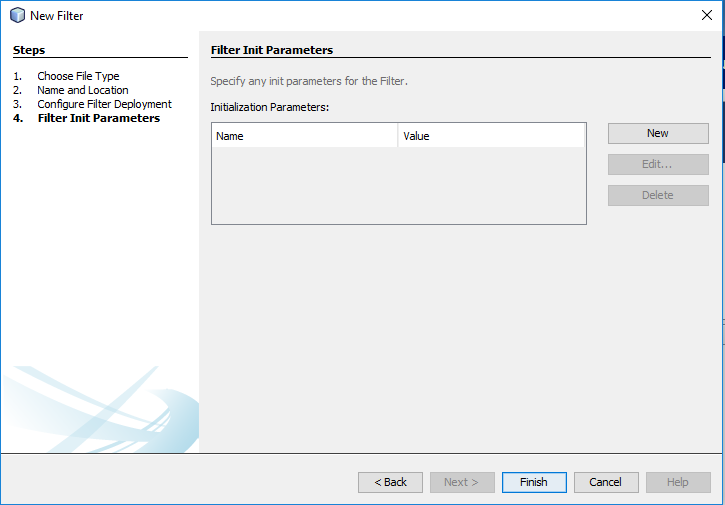 New Filter
Steps
1. Choose File Type
2. Name and Location
3. Configure Filter Deployment
4. Filter Init Parameters
Filter Init Parameters
Specify any init parameters for the Filter.
Initialization Parameters:
Name Value
New
Edit...
Delete
< Back Next > Finish Cancel Help